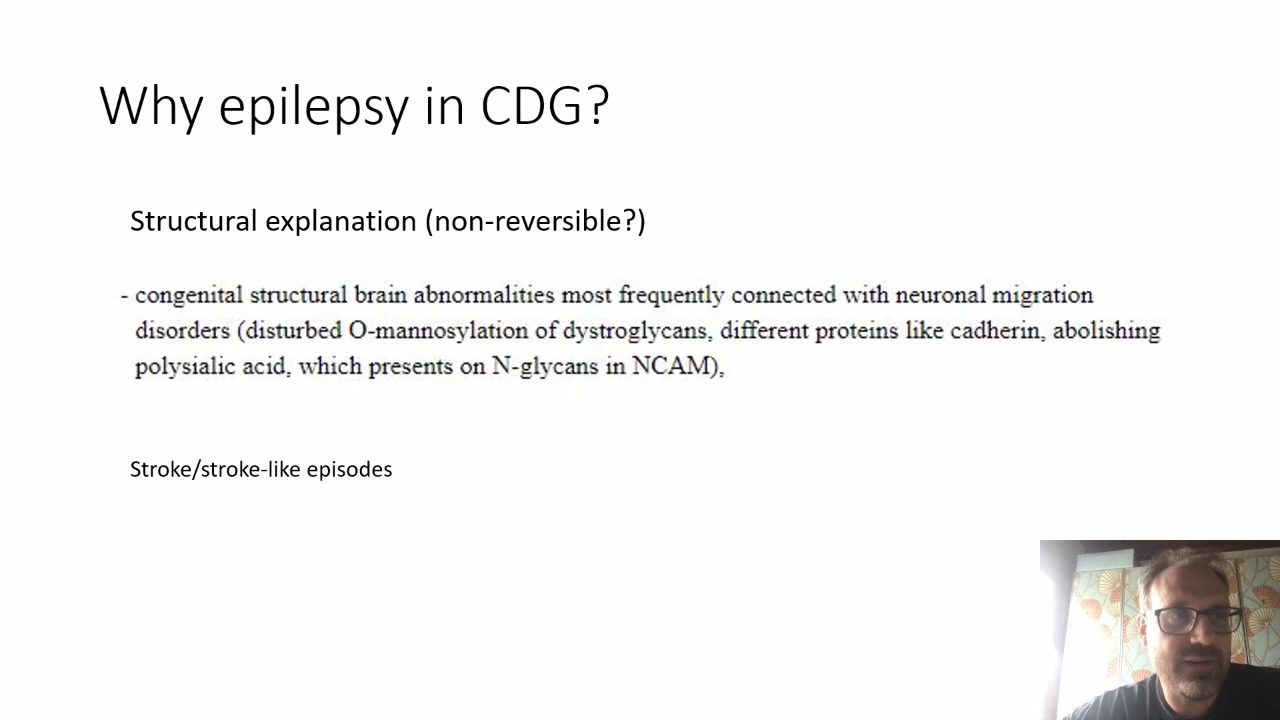 Why epilepsy in CDG?
Structural explanation (non-reversible?)
- congenital structural brain abnormalities most frequently connected with neuronal migration
disorders (disturbed O-mannosylation of dystroglycans, different proteins like cadherin, abolishing
polysialic acid, which presents on N-glycans in NCAM),
Stroke/stroke-like episodes